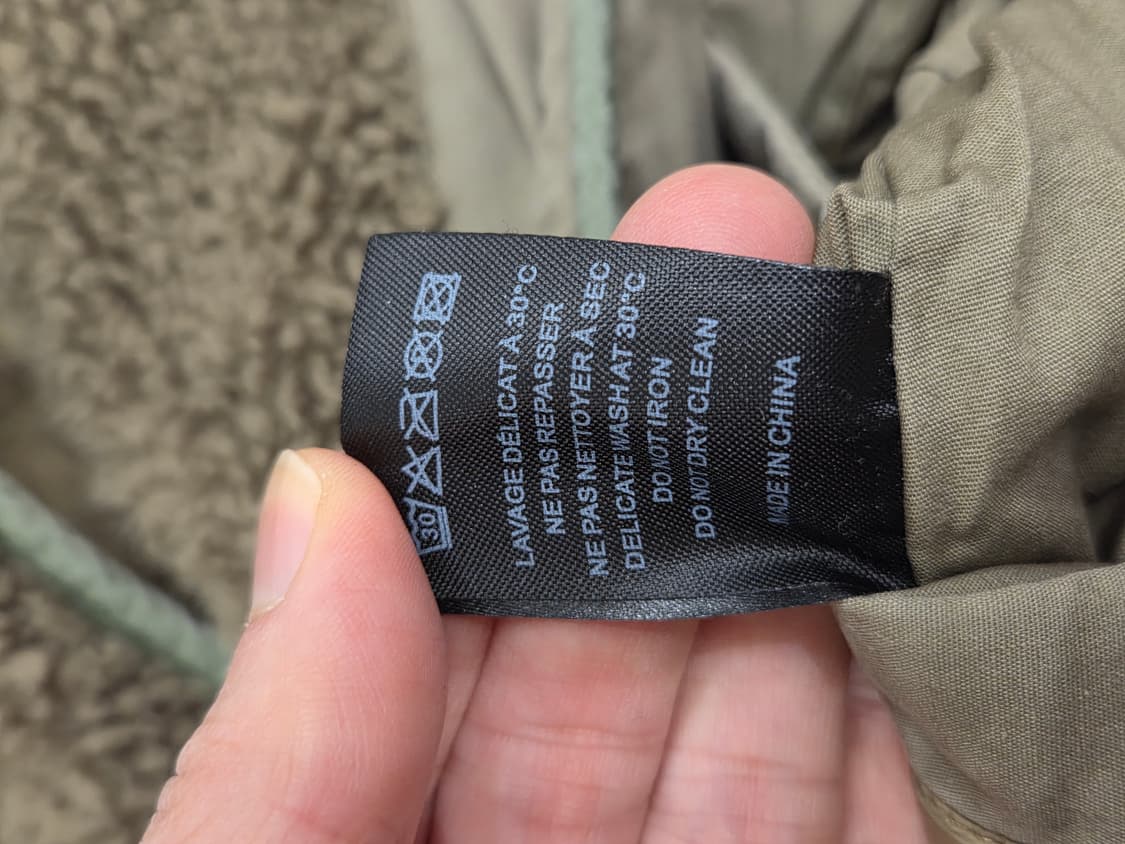 30
LAVAGE DÉLICAT À 30°C
NE PAS REPASSER
NE PAS NETTOYER À SEC
DELICATE WASH AT 30°C
DO NOT IRON
DO NOT DRY CLEAN
MADE IN CHINA